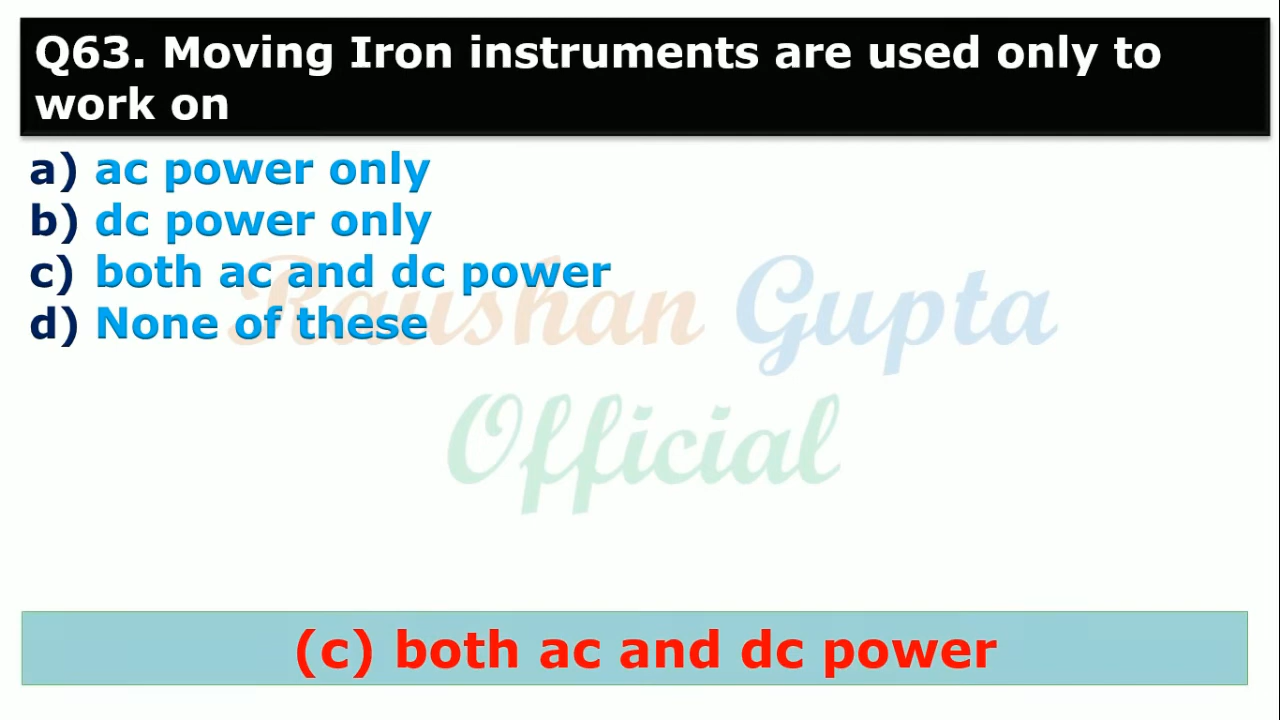 Q63. Moving Iron instruments are used only to
work on
a) ac power only
b) dc power only
c) both ac and dc power
d) None of these
Raushan Gupta
Official
(c) both ac and dc power